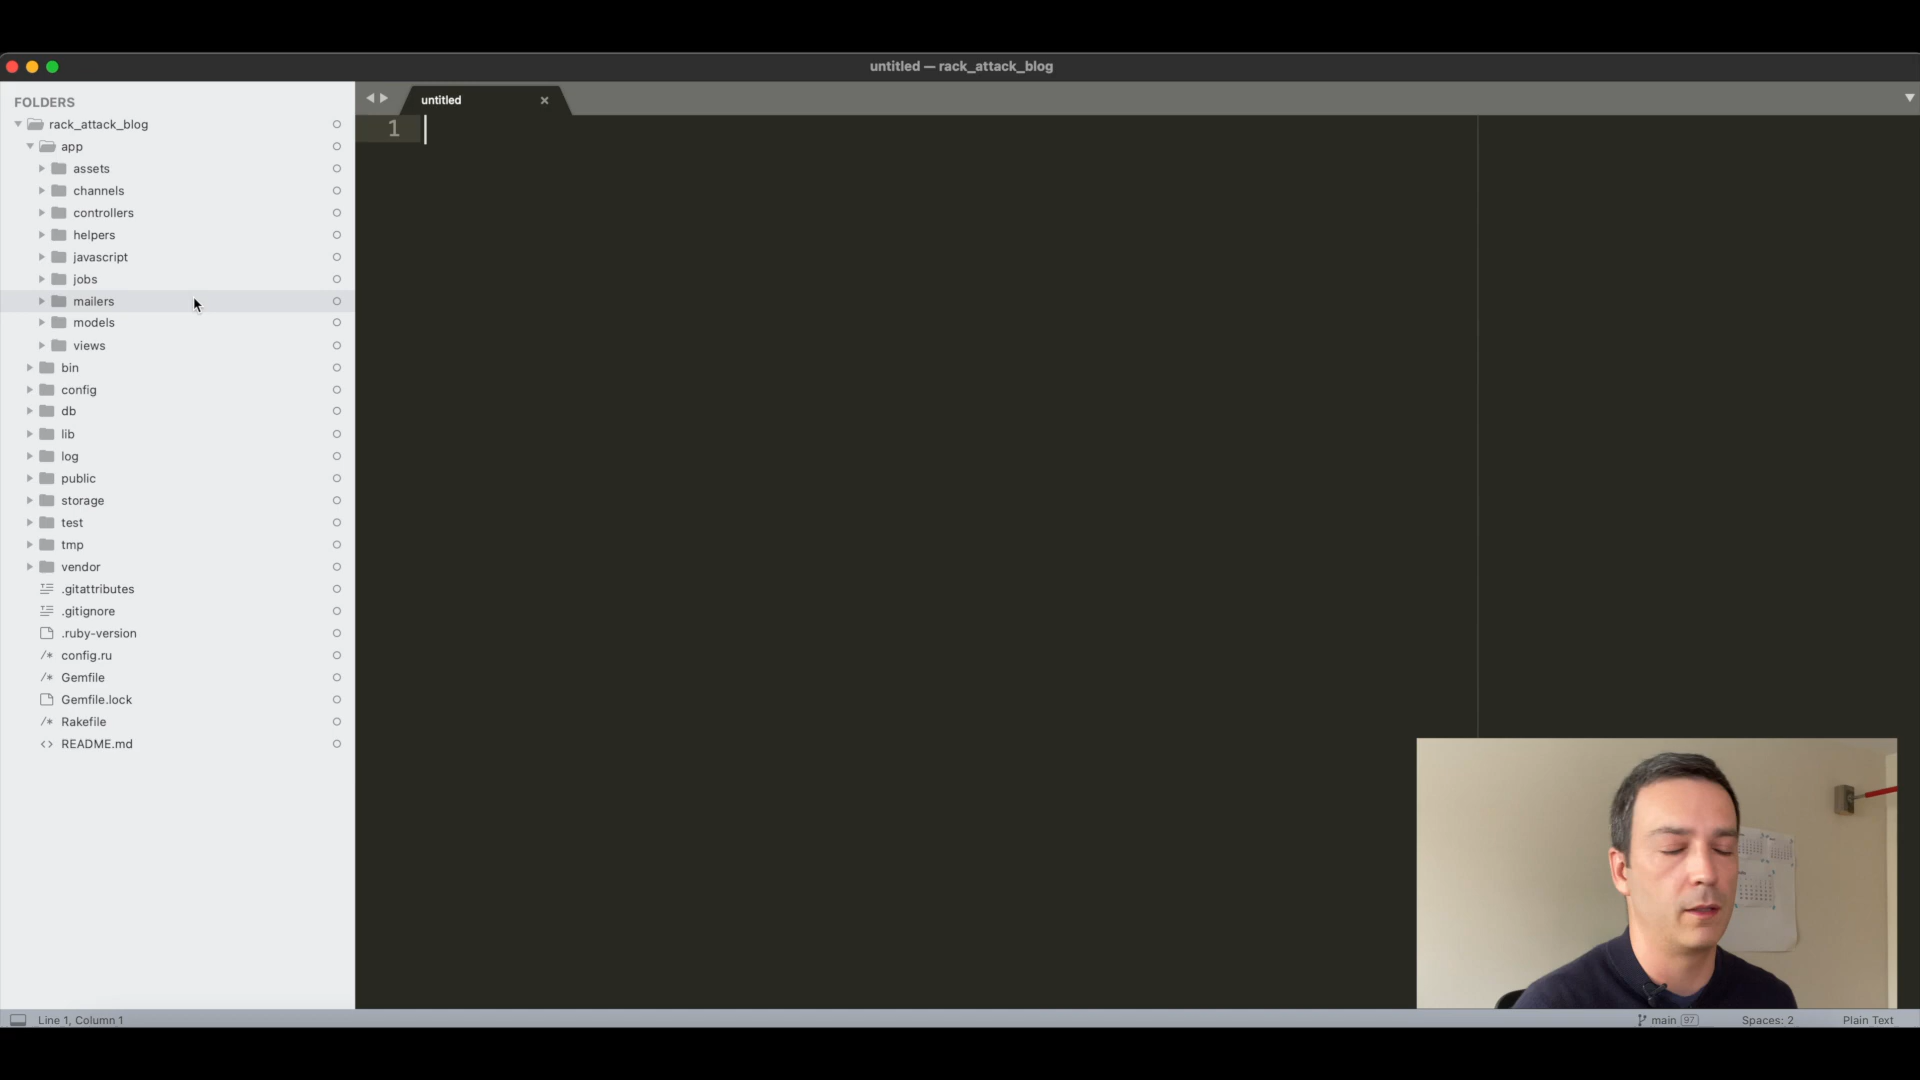 untitled — rack_attack_blog
FOLDERS
rack_attack_blog
app
assets
channels
controllers
helpers
javascript
jobs
mailers
models
views
bin
config
db
lib
log
public
storage
test
tmp
vendor
.gitattributes
.gitignore
.ruby-version
/* config.ru
/* Gemfile
Gemfile.lock
/* Rakefile
<> README.md
untitled ×
1
Line 1, Column 1
main 97
Spaces: 2
Plain Text